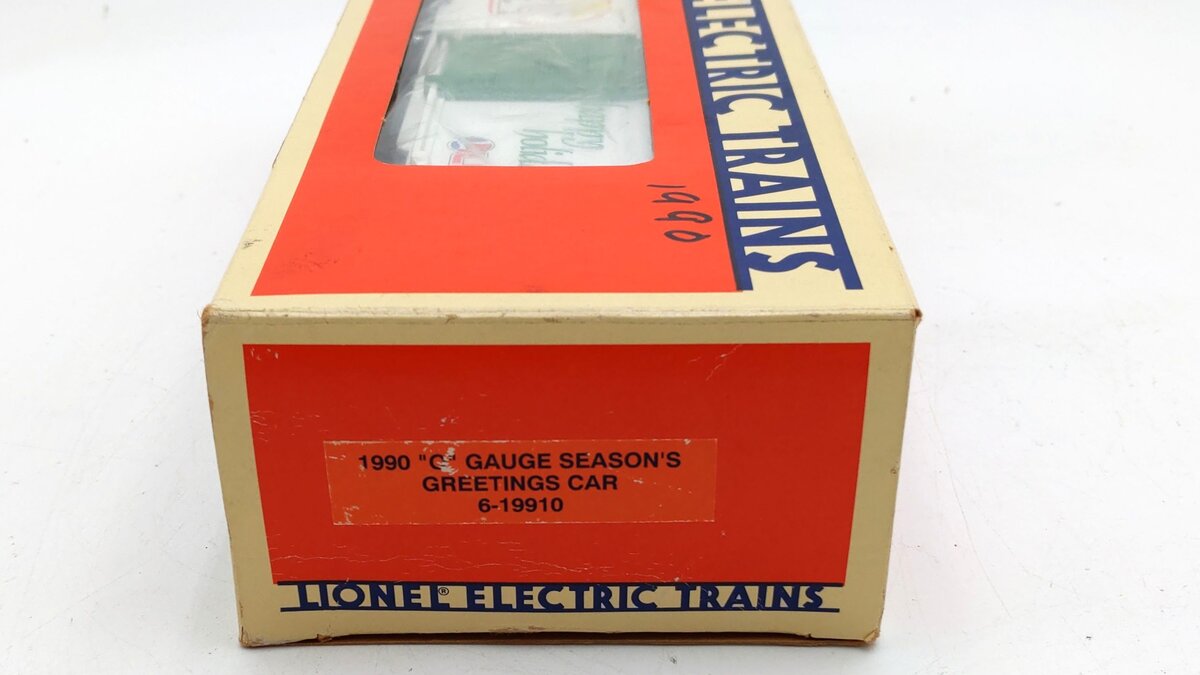 ELECTRIC TRAINS
1990
1990 "O" GAUGE SEASON'S
GREETINGS CAR
6-19910
LIONEL® ELECTRIC TRAINS